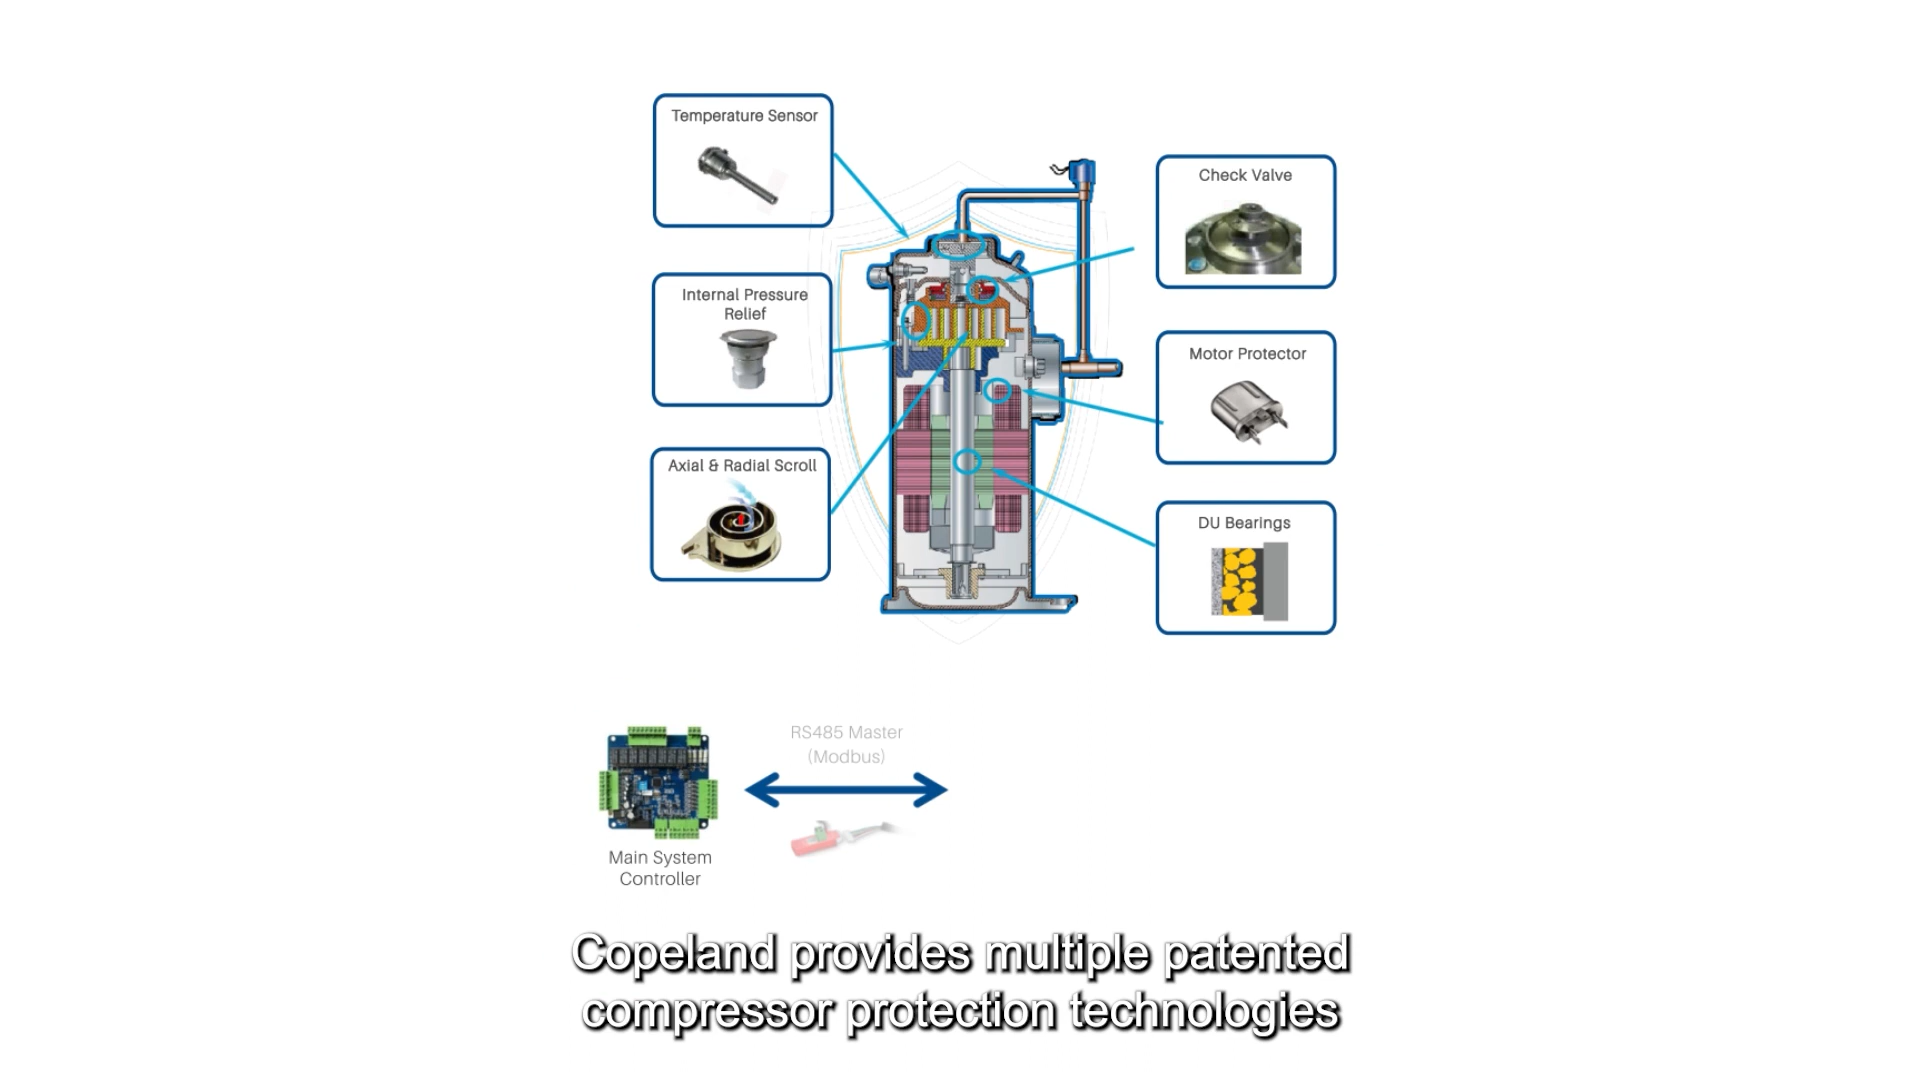 Temperature Sensor
Check Valve
Internal Pressure
Relief
Motor Protector
Axial & Radial Scroll
DU Bearings
RS485 Master
(Modbus)
Main System
Controller
Copeland provides multiple patented
compressor protection technologies